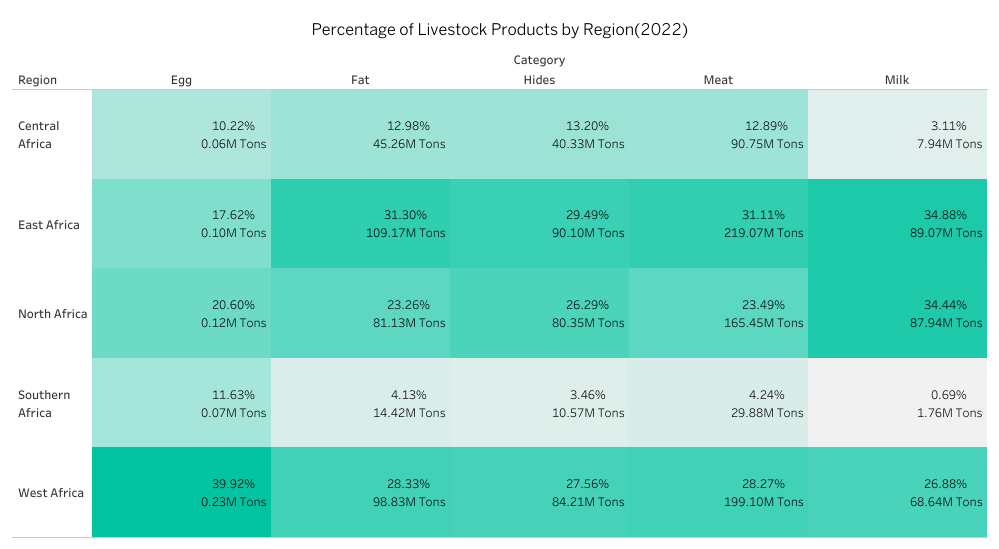 Percentage of Livestock Products by Region(2022)
Category
Region Egg Fat Hides Meat Milk
Central
Africa
10.22% 12.98% 13.20% 12.89% 3.11%
0.06M Tons 45.26M Tons 40.33M Tons 90.75M Tons 7.94M Tons
East Africa
17.62% 31.30% 29.49% 31.11% 34.88%
0.10M Tons 109.17M Tons 90.10M Tons 219.07M Tons 89.07M Tons
North Africa
20.60% 23.26% 26.29% 23.49% 34.44%
0.12M Tons 81.13M Tons 80.35M Tons 165.45M Tons 87.94M Tons
Southern
Africa
11.63% 4.13% 3.46% 4.24% 0.69%
0.07M Tons 14.42M Tons 10.57M Tons 29.88M Tons 1.76M Tons
West Africa
39.92% 28.33% 27.56% 28.27% 26.88%
0.23M Tons 98.83M Tons 84.21M Tons 199.10M Tons 68.64M Tons